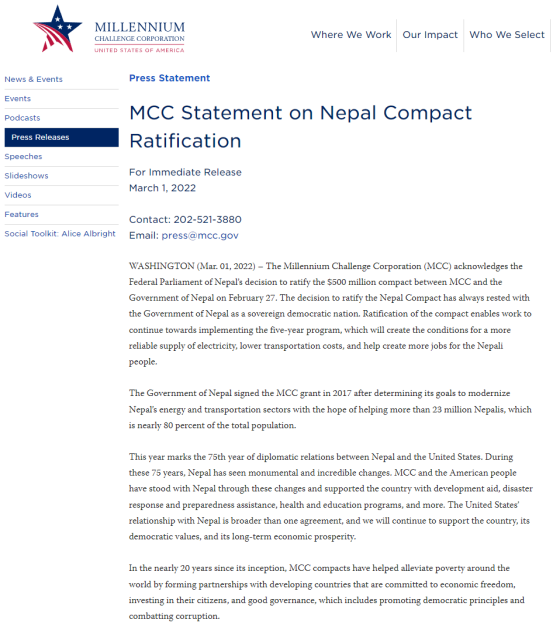 MILLENNIUM
CHALLENGE CORPORATION
UNITED STATES OF AMERICA
Where We Work
Our Impact
Who We Select
News & Events
Events
Podcasts
Press Releases
Speeches
Slideshows
Videos
Features
Social Toolkit: Alice Albright
Press Statement
MCC Statement on Nepal Compact
Ratification
For Immediate Release
March 1, 2022
Contact: 202-521-3880
Email: press@mcc.gov
WASHINGTON (Mar. 01, 2022) – The Millennium Challenge Corporation (MCC) acknowledges the
Federal Parliament of Nepal's decision to ratify the $500 million compact between MCC and the
Government of Nepal on February 27. The decision to ratify the Nepal Compact has always rested with
the Government of Nepal as a sovereign democratic nation. Ratification of the compact enables work to
continue towards implementing the five-year program, which will create the conditions for a more
reliable supply of electricity, lower transportation costs, and help create more jobs for the Nepali
people.
The Government of Nepal signed the MCC grant in 2017 after determining its goals to modernize
Nepal's energy and transportation sectors with the hope of helping more than 23 million Nepalis, which
is nearly 80 percent of the total population.
This year marks the 75th year of diplomatic relations between Nepal and the United States. During
these 75 years, Nepal has seen monumental and incredible changes. MCC and the American people
have stood with Nepal through these changes and supported the country with development aid, disaster
response and preparedness assistance, health and education programs, and more. The United States'
relationship with Nepal is broader than one agreement, and we will continue to support the country, its
democratic values, and its long-term economic prosperity.
In the nearly 20 years since its inception, MCC compacts have helped alleviate poverty around the
world by forming partnerships with developing countries that are committed to economic freedom,
investing in their citizens, and good governance, which includes promoting democratic principles and
combatting corruption.